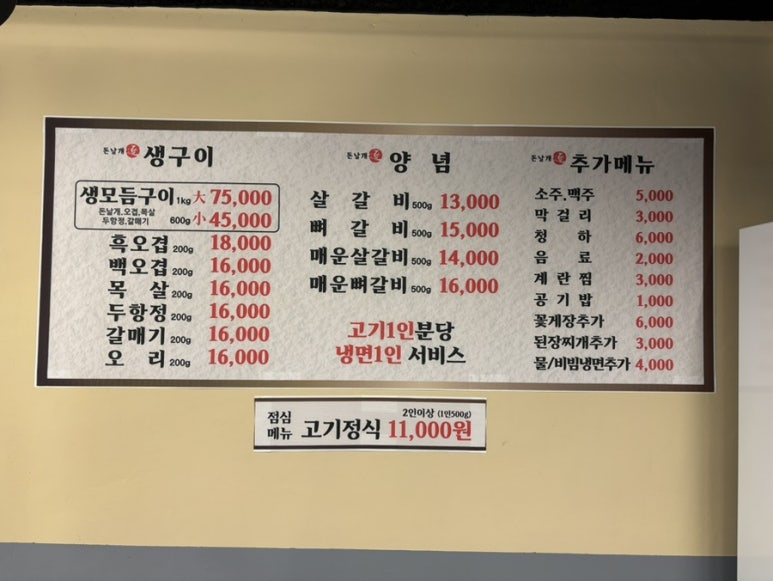 돈날개 생구이
생모듬구이 1kg 大 75,000
돈날개.오겹.목살
두항정.갈매기 600g 小 45,000
흑오겹 200g 18,000
백오겹 200g 16,000
목살 200g 16,000
두항정 200g 16,000
갈매기 200g 16,000
오리 200g 16,000
돈날개 양념
살갈비 500g 13,000
뼈갈비 500g 15,000
매운살갈비 500g 14,000
매운뼈갈비 500g 16,000
고기1인분당
냉면1인 서비스
돈날개 추가메뉴
소주.맥주 5,000
막걸리 3,000
청하 6,000
음료 2,000
계란찜 3,000
공기밥 1,000
꽃게장추가 6,000
된장찌개추가 3,000
물/비빔냉면추가 4,000
점심
메뉴 고기정식 2인이상 (1인500g)
11,000원